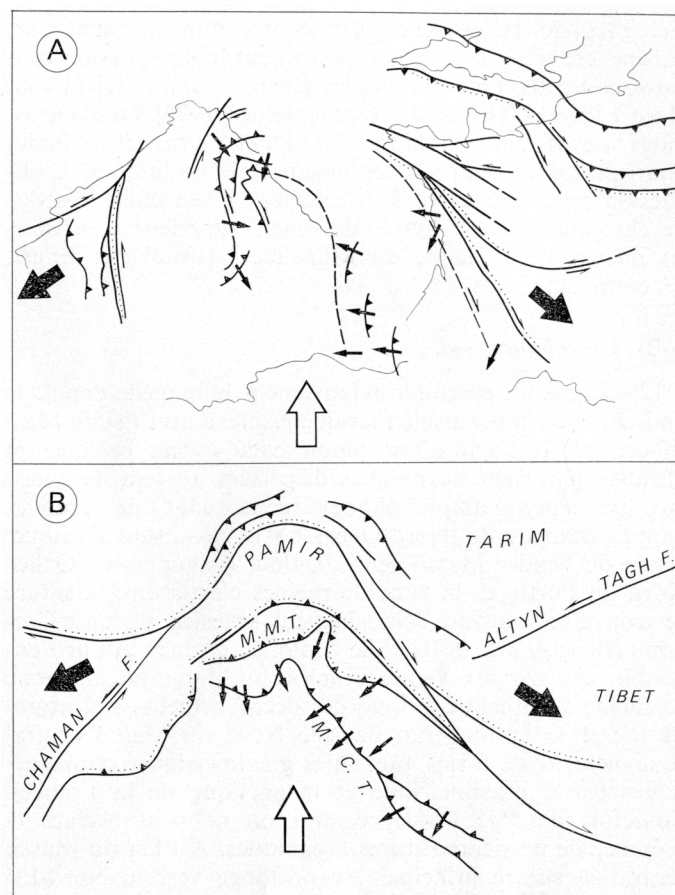 A
B
PAMIR
TARIM
ALTYN TAGH F.
M.M.T.
CHAMAN F.
TIBET
M.C.T.